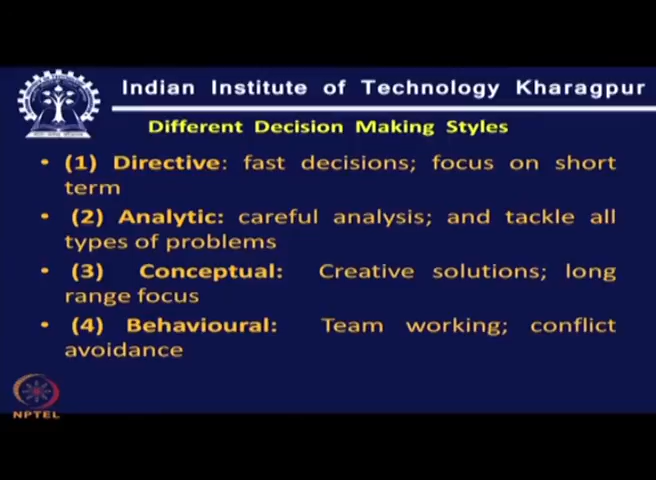 Indian Institute of Technology Kharagpur
Different Decision Making Styles
• (1) Directive: fast decisions; focus on short
term
• (2) Analytic: careful analysis; and tackle all
types of problems
• (3) Conceptual: Creative solutions; long
range focus
• (4) Behavioural: Team working; conflict
avoidance
NPTEL